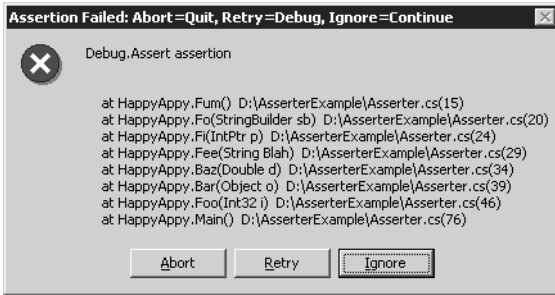 Assertion Failed: Abort=Quit, Retry=Debug, Ignore=Continue
Debug.Assert assertion
at HappyAppy.Fum() D:\AsserterExample\Asserter.cs(15)
at HappyAppy.Fo(StringBuilder sb) D:\AsserterExample\Asserter.cs(20)
at HappyAppy.Fi(IntPtr p) D:\AsserterExample\Asserter.cs(24)
at HappyAppy.Fee(String Blah) D:\AsserterExample\Asserter.cs(29)
at HappyAppy.Baz(Double d) D:\AsserterExample\Asserter.cs(34)
at HappyAppy.Bar(Object o) D:\AsserterExample\Asserter.cs(39)
at HappyAppy.Foo(Int32 i) D:\AsserterExample\Asserter.cs(46)
at HappyAppy.Main() D:\AsserterExample\Asserter.cs(76)
Abort Retry Ignore